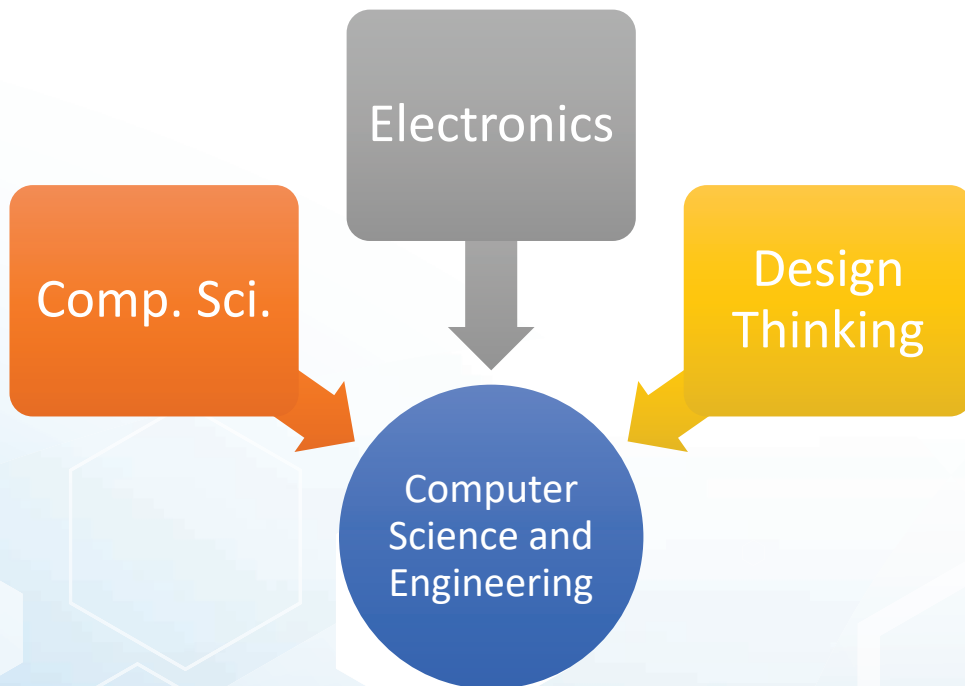 Electronics
Comp. Sci.
Design
Thinking
Computer
Science and
Engineering